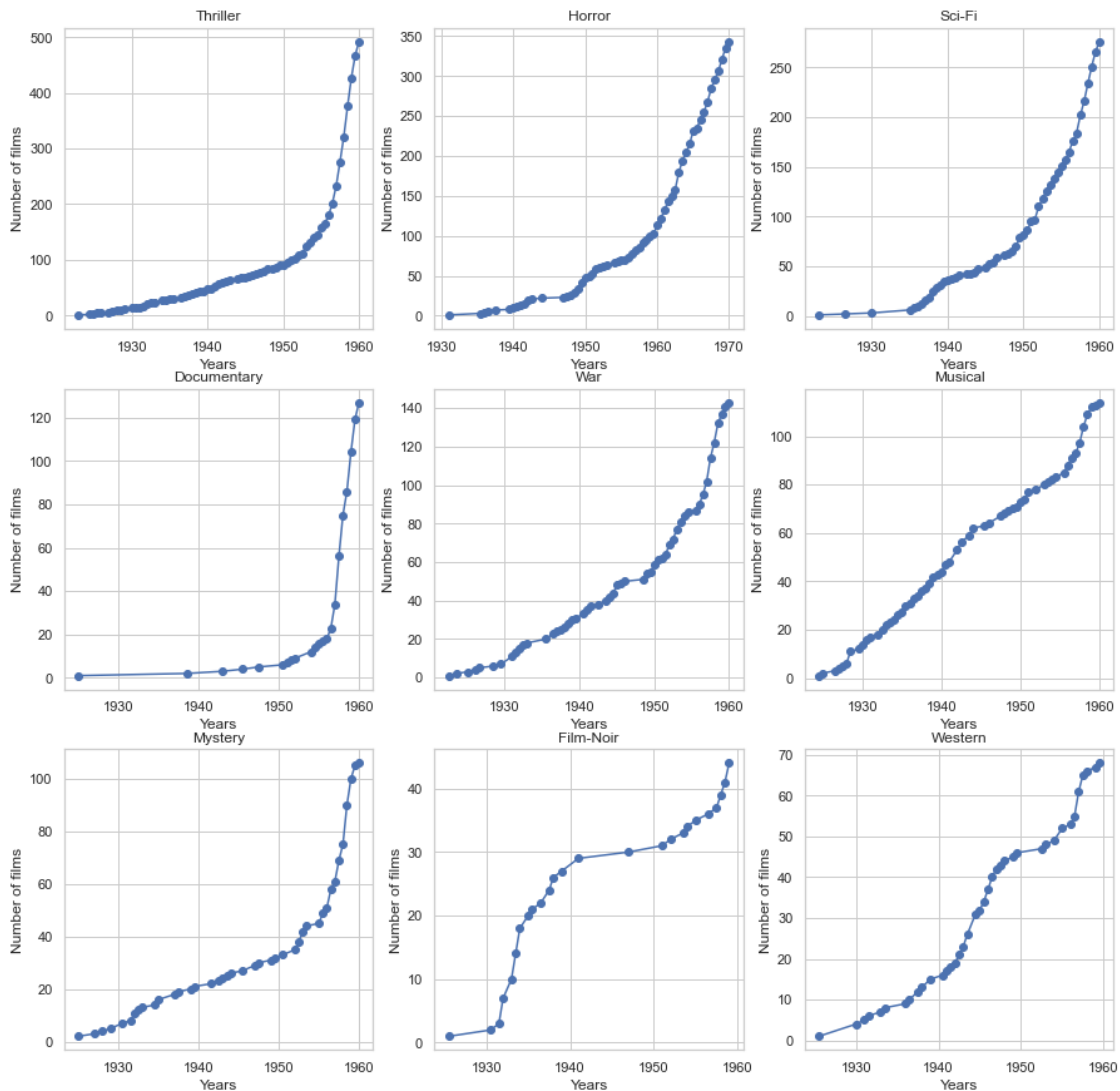 Thriller Horror Sci-Fi
Number of films
500
400
300
200
100
0
1930 1940 1950 1960
Years
Number of films
350
300
250
200
150
100
50
0
1930 1940 1950 1960 1970
Years
Number of films
250
200
150
100
50
0
1930 1940 1950 1960
Years
Documentary War Musical
Number of films
120
100
80
60
40
20
0
1930 1940 1950 1960
Years
Number of films
140
120
100
80
60
40
20
0
1930 1940 1950 1960
Years
Number of films
100
80
60
40
20
0
1930 1940 1950 1960
Years
Mystery Film-Noir Western
Number of films
100
80
60
40
20
0
1930 1940 1950 1960
Years
Number of films
40
30
20
10
0
1930 1940 1950 1960
Years
Number of films
70
60
50
40
30
20
10
0
1930 1940 1950 1960
Years